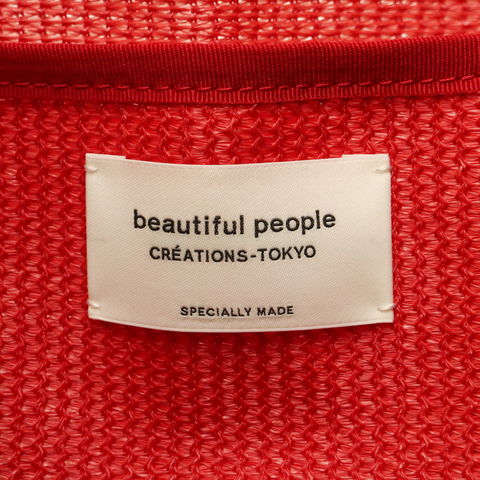 beautiful people
CRÉATIONS-TOKYO
SPECIALLY MADE